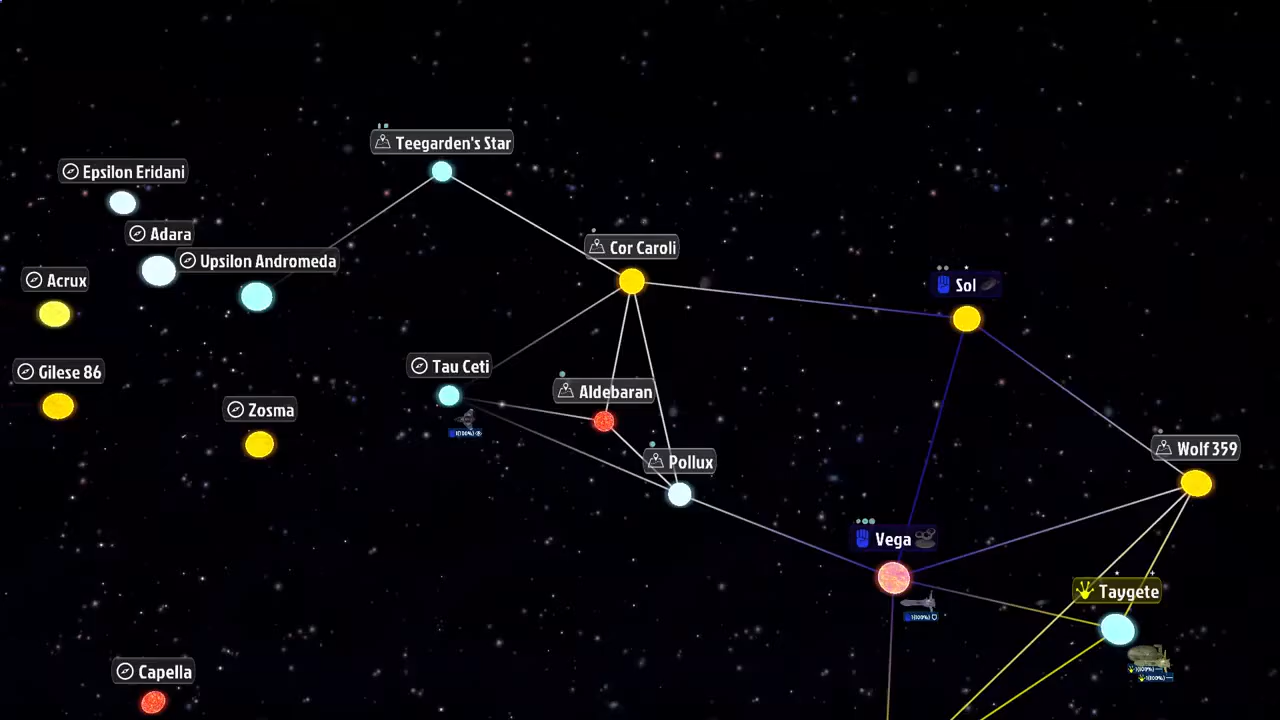 Teegarden's Star
Epsilon Eridani
Adara
Cor Caroli
Upsilon Andromeda
Acrux
Sol
Tau Ceti
Gilese 86
Aldebaran
Zosma
Wolf 359
Pollux
Vega
Taygete
Capella